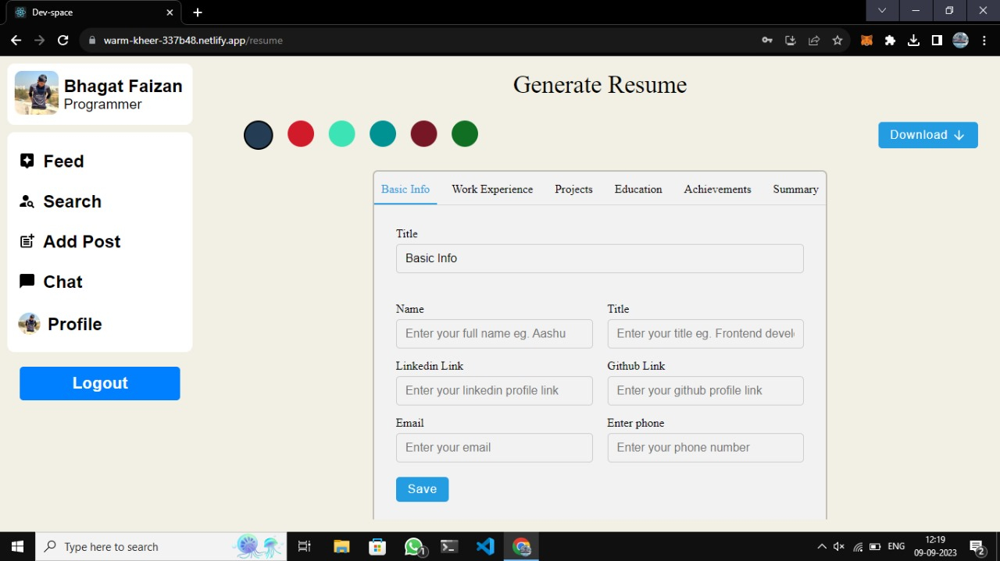 Dev-space
warm-kheer-337b48.netlify.app/resume
Bhagat Faizan
Programmer
Feed
Search
Add Post
Chat
Profile
Logout
Generate Resume
Download
Basic Info Work Experience Projects Education Achievements Summary
Title
Basic Info
Name Title
Enter your full name eg. Aashu Enter your title eg. Frontend devel
Linkedin Link Github Link
Enter your linkedin profile link Enter your github profile link
Email Enter phone
Enter your email Enter your phone number
Save
Type here to search
1
ENG
12:19
09-09-2023
2